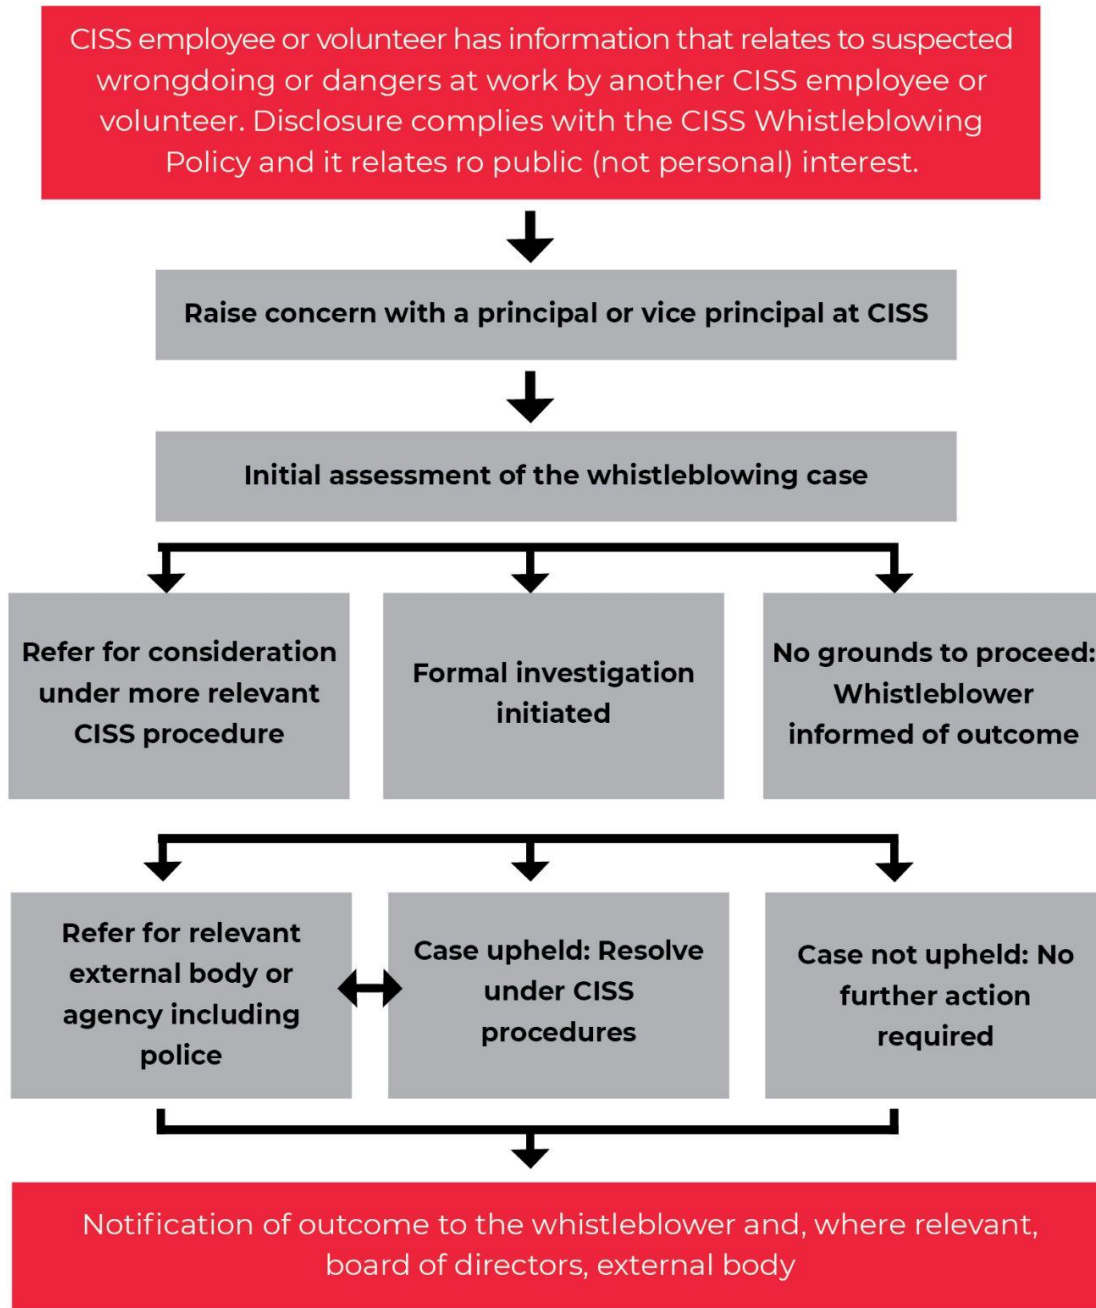 CISS employee or volunteer has information that relates to suspected
wrongdoing or dangers at work by another CISS employee or
volunteer. Disclosure complies with the CISS Whistleblowing
Policy and it relates ro public (not personal) interest.
Raise concern with a principal or vice principal at CISS
Initial assessment of the whistleblowing case
Refer for consideration
under more relevant
CISS procedure
Formal investigation
initiated
No grounds to proceed:
Whistleblower
informed of outcome
Refer for relevant
external body or
agency including
police
Case upheld: Resolve
under CISS
procedures
Case not upheld: No
further action
required
Notification of outcome to the whistleblower and, where relevant,
board of directors, external body